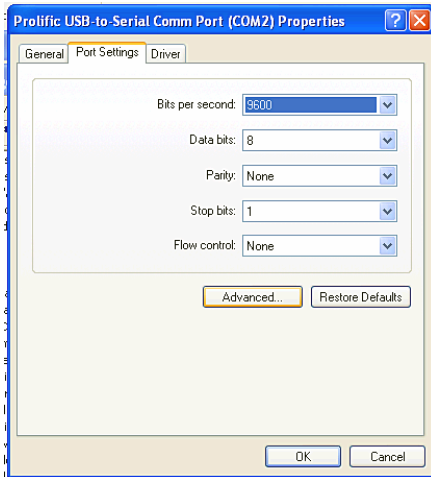 Prolific USB-to-Serial Comm Port (COM2) Properties
General Port Settings Driver
Bits per second: 9600
Data bits: 8
Parity: None
Stop bits: 1
Flow control: None
Advanced... Restore Defaults
OK Cancel